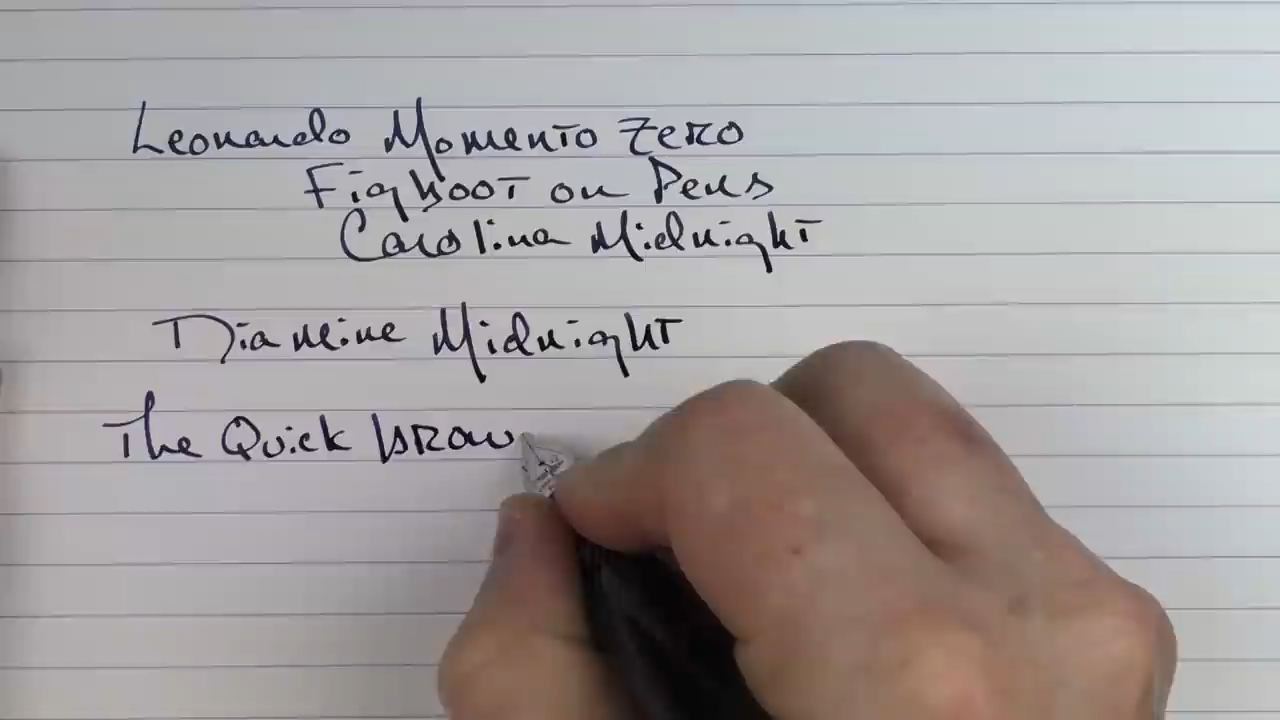 Leonardo Momento Zero
Figboot on Pens
Carolina Midnight
Diamine Midnight
The Quick brow